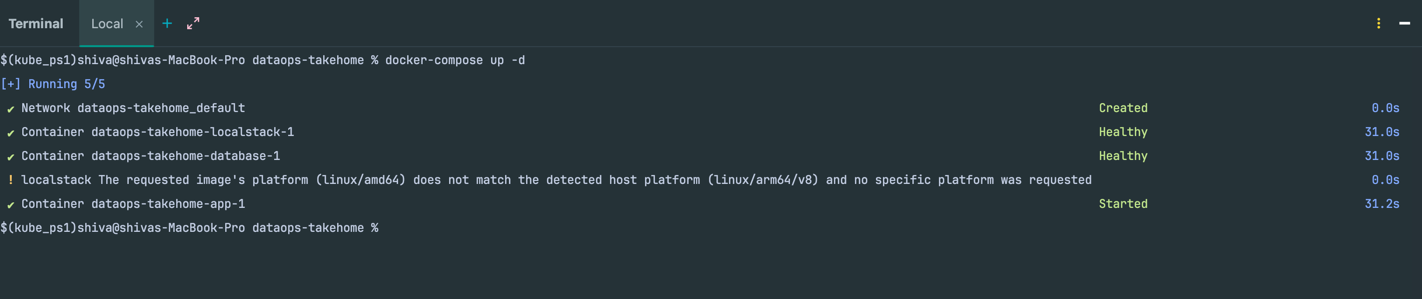 Terminal Local × +
$(kube_ps1)shiva@shivas-MacBook-Pro dataops-takehome % docker-compose up -d
[+] Running 5/5
✔ Network dataops-takehome_default Created 0.0s
✔ Container dataops-takehome-localstack-1 Healthy 31.0s
✔ Container dataops-takehome-database-1 Healthy 31.0s
! localstack The requested image's platform (linux/amd64) does not match the detected host platform (linux/arm64/v8) and no specific platform was requested 0.0s
✔ Container dataops-takehome-app-1 Started 31.2s
$(kube_ps1)shiva@shivas-MacBook-Pro dataops-takehome %